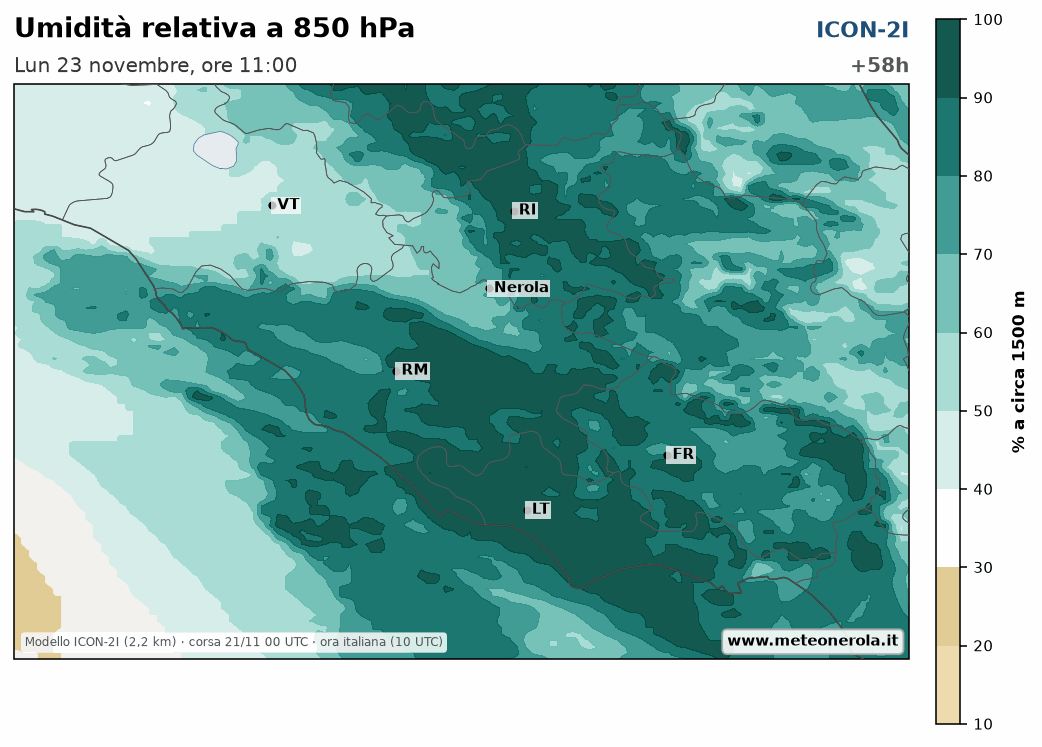 Umidità relativa a 850 hPa
ICON-2I
Lun 23 novembre, ore 11:00
+58h
100
90
80
70
60
50
40
30
20
10
% a circa 1500 m
VT
RI
Nerola
RM
FR
LT
Modello ICON-2I (2,2 km) · corsa 21/11 00 UTC · ora italiana (10 UTC)
www.meteonerola.it